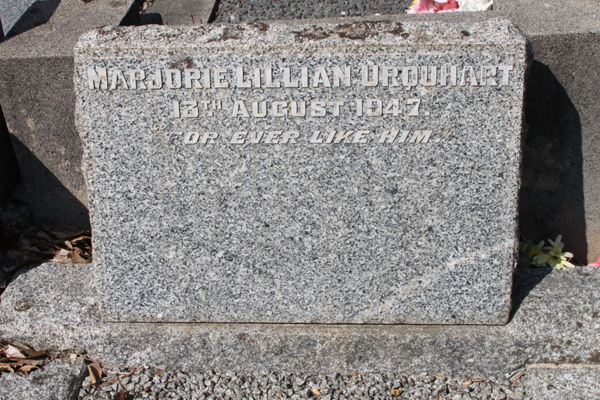 MARJORIE LILLIAN URQUHART
13TH AUGUST 1947.
"FOR EVER LIKE HIM."